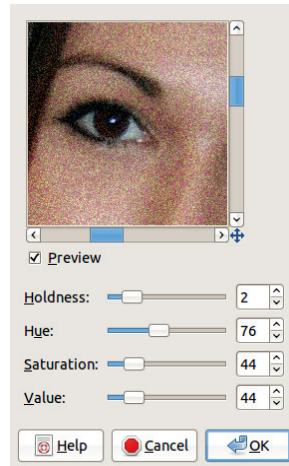 Preview
Holdness: 2
Hue: 76
Saturation: 44
Value: 44
Help Cancel OK